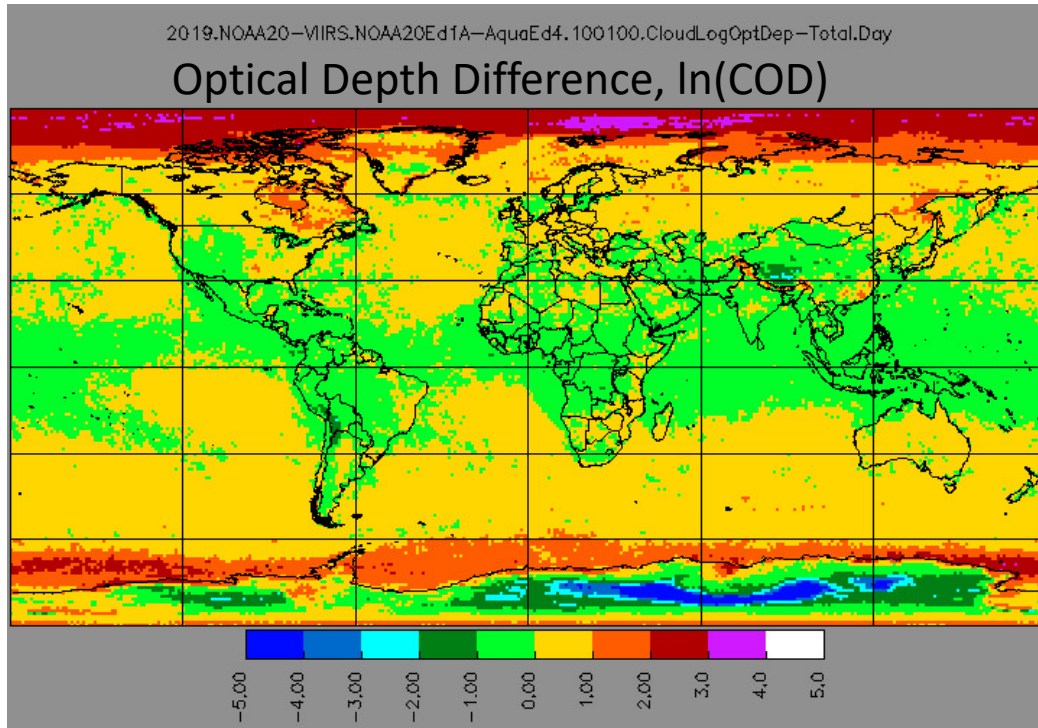 2019.NOAA20-VIIRS.NOAA20Ed1A-AquaEd4.100100.CloudLogOptDep-Total.Day
Optical Depth Difference, ln(COD)
-5.00 -4.00 -3.00 -2.00 -1.00 0.00 1.00 2.00 3.0 4.0 5.0